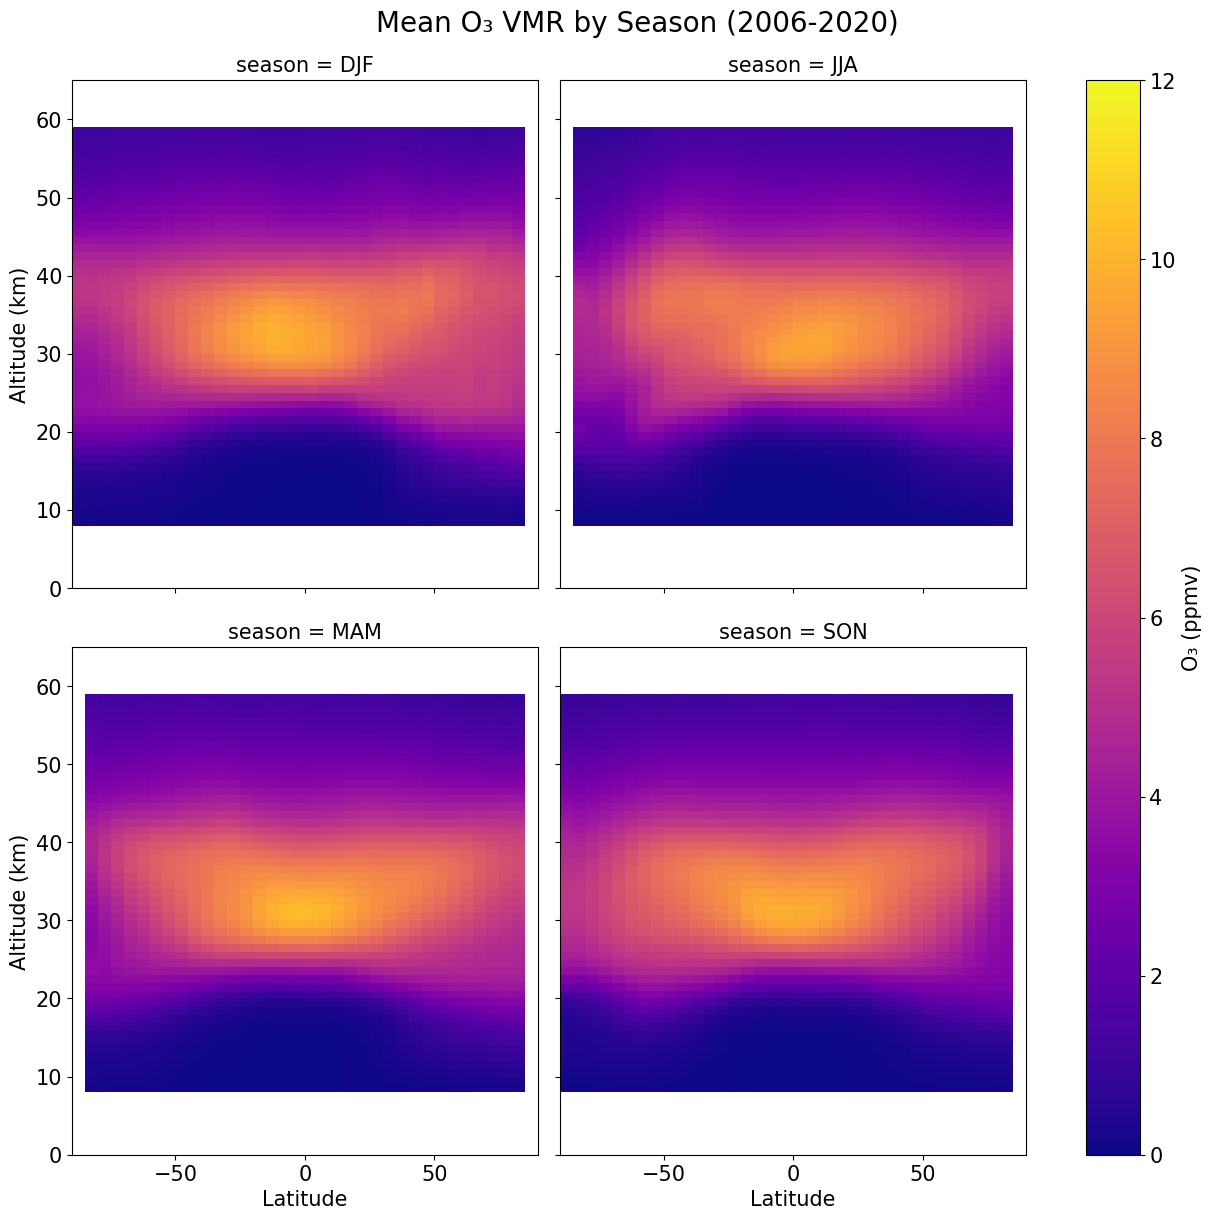 Mean O₃ VMR by Season (2006-2020)
season = DJF
season = JJA
60
50
40
30
20
10
0
Altitude (km)
season = MAM
season = SON
60
50
40
30
20
10
0
Altitude (km)
−50 0 50
Latitude
−50 0 50
Latitude
12
10
8
6
4
2
0
O₃ (ppmv)